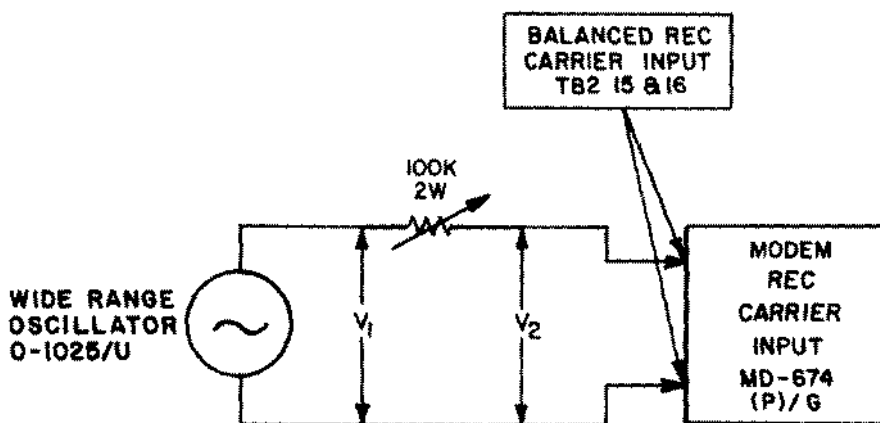 BALANCED REC
CARRIER INPUT
TB2 15 & 16
100K
2W
WIDE RANGE
OSCILLATOR
O-1025/U
V1
V2
MODEM
REC
CARRIER
INPUT
MD-674
(P)/G